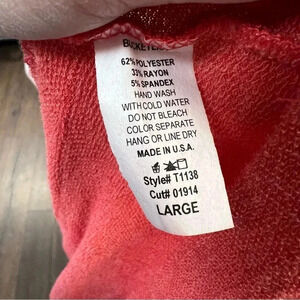 62% POLYESTER
33% RAYON
5% SPANDEX
HAND WASH
WITH COLD WATER
DO NOT BLEACH
COLOR SEPARATE
HANG OR LINE DRY
MADE IN U.S.A.
Style# T1138
Cut# 01914
LARGE